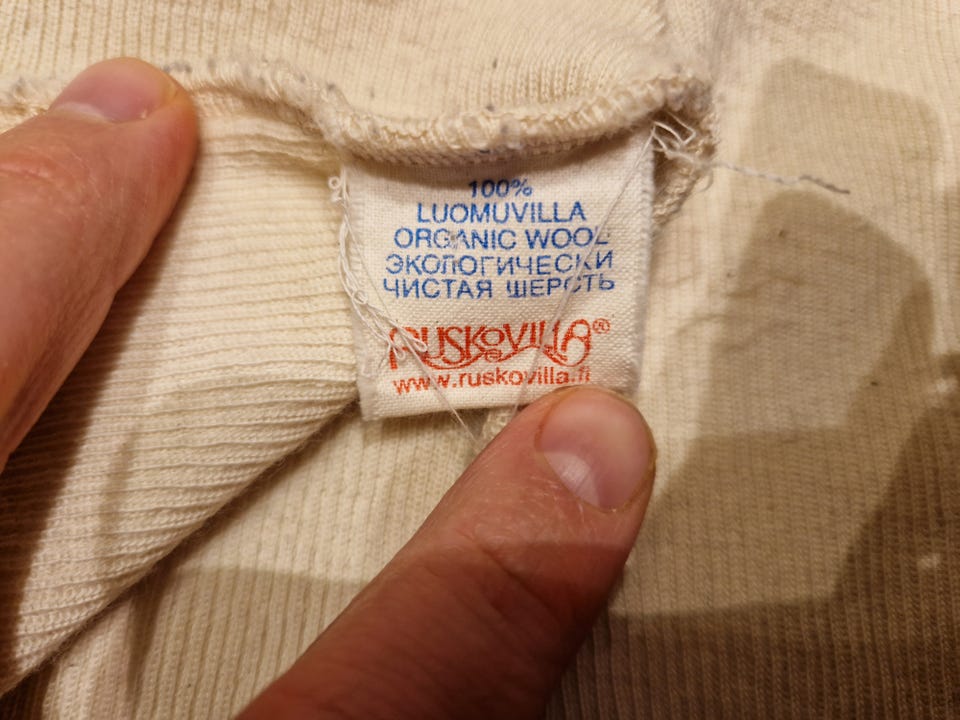 100%
LUOMUVILLA
ORGANIC WOOL
ЭКОЛОГИЧЕСКИ
ЧИСТАЯ ШЕРСТЬ
RUSKOVILLA®
www.ruskovilla.fi